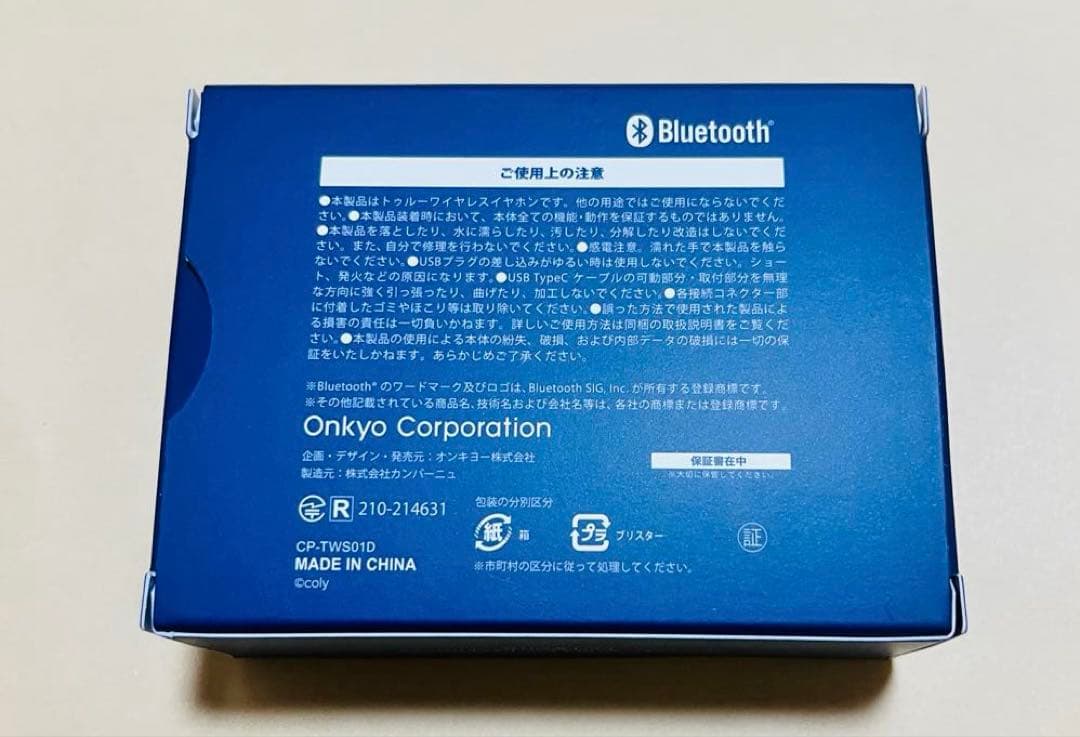 Bluetooth®
ご使用上の注意
●本製品はトゥルーワイヤレスイヤホンです。他の用途ではご使用にならないでくだ
さい。●本製品装着時において、本体全ての機能・動作を保証するものではありません。
●本製品を落としたり、水に濡らしたり、汚したり、分解したり改造はしないでくだ
さい。また、自分で修理を行わないでください。●感電注意。濡れた手で本製品を触ら
ないでください。●USBプラグの差し込みがゆるい時は使用しないでください。ショー
ト、発火などの原因になります。●USB TypeC ケーブルの可動部分・取付部分を無理
な方向に強く引っ張ったり、曲げたり、加工しないでください。●各接続コネクター部
に付着したゴミやほこり等は取り除いてください。●誤った方法で使用された製品によ
る損害の責任は一切負いかねます。詳しいご使用方法は同梱の取扱説明書をご覧くだ
さい。●本製品の使用による本体の紛失、破損、および内部データの破損には一切の保
証をいたしかねます。あらかじめご了承ください。
※Bluetooth® のワードマーク及びロゴは、Bluetooth SIG, Inc. が所有する登録商標です。
※その他記載されている商品名、技術名および会社名等は、各社の商標または登録商標です。
Onkyo Corporation
企画・デザイン・発売元：オンキヨー株式会社
製造元：株式会社カンパーニュ
保証書在中
※大切に保管してください。
R 210-214631
包装の分別区分
紙 箱
プラ ブリスター
証
CP-TWS01D
MADE IN CHINA
※市町村の区分に従って処理してください。
©coly